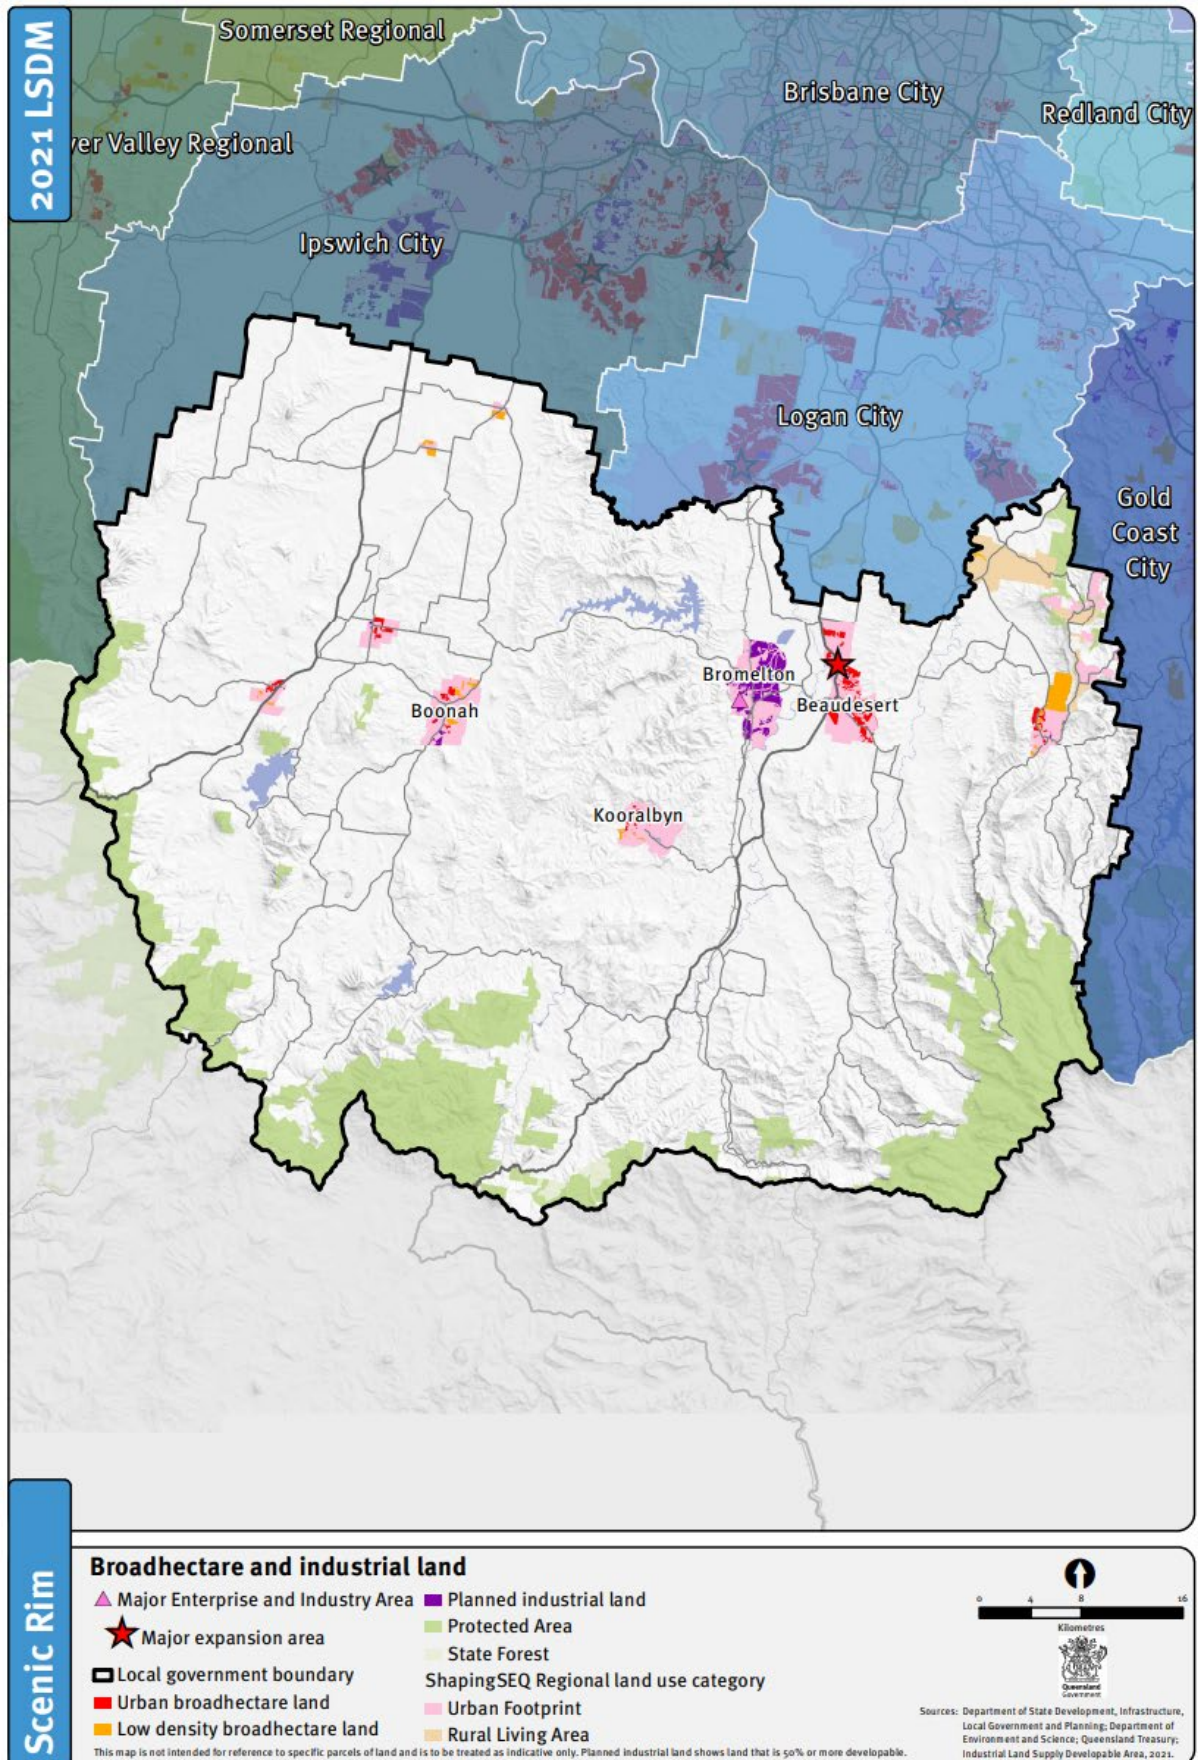 2021 LSDM
Somerset Regional
Brisbane City
Redland City
yer Valley Regional
Ipswich City
Logan City
Gold
Coast
City
Bromelton
Beaudesert
Boonah
Kooralbyn
Scenic Rim
Broadhectare and industrial land
Major Enterprise and Industry Area
Major expansion area
Local government boundary
Urban broadhectare land
Low density broadhectare land
Planned industrial land
Protected Area
State Forest
ShapingSEQ Regional land use category
Urban Footprint
Rural Living Area
This map is not intended for reference to specific parcels of land and is to be treated as indicative only. Planned industrial land shows land that is 50% or more developable.
0 4 8 16
Kilometres
Queensland
Government
Sources: Department of State Development, Infrastructure,
Local Government and Planning; Department of
Environment and Science; Queensland Treasury;
Industrial Land Supply Developable Area, 2021.